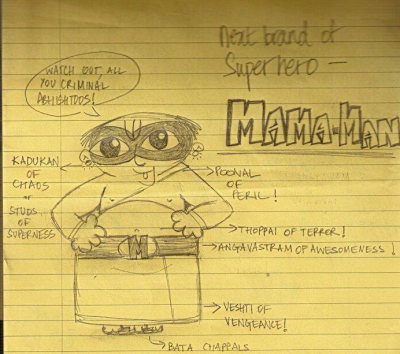 Next brand of
Superhero -
MAMA-MAN
WATCH OUT, ALL
YOU CRIMINAL
ABHISHTOOS!
KADUKAN
OF
CHAOS
or
STUDS
OF
SUPERNESS
POONAL
OF
PERIL!
THOPPAI OF TERROR!
ANGAVASTRAM OF AWESOMENESS!
M
VESHTI OF
VENGEANCE!
BATA CHAPPALS